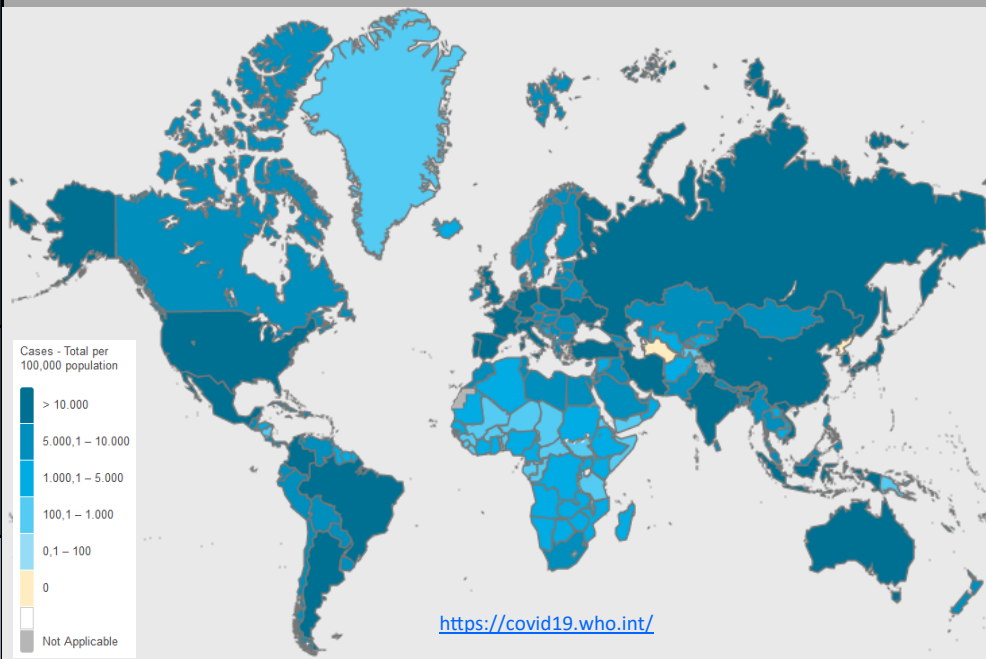 Cases - Total per
100,000 population
> 10.000
5.000,1 – 10.000
1.000,1 – 5.000
100,1 – 1.000
0,1 – 100
0
Not Applicable
https://covid19.who.int/